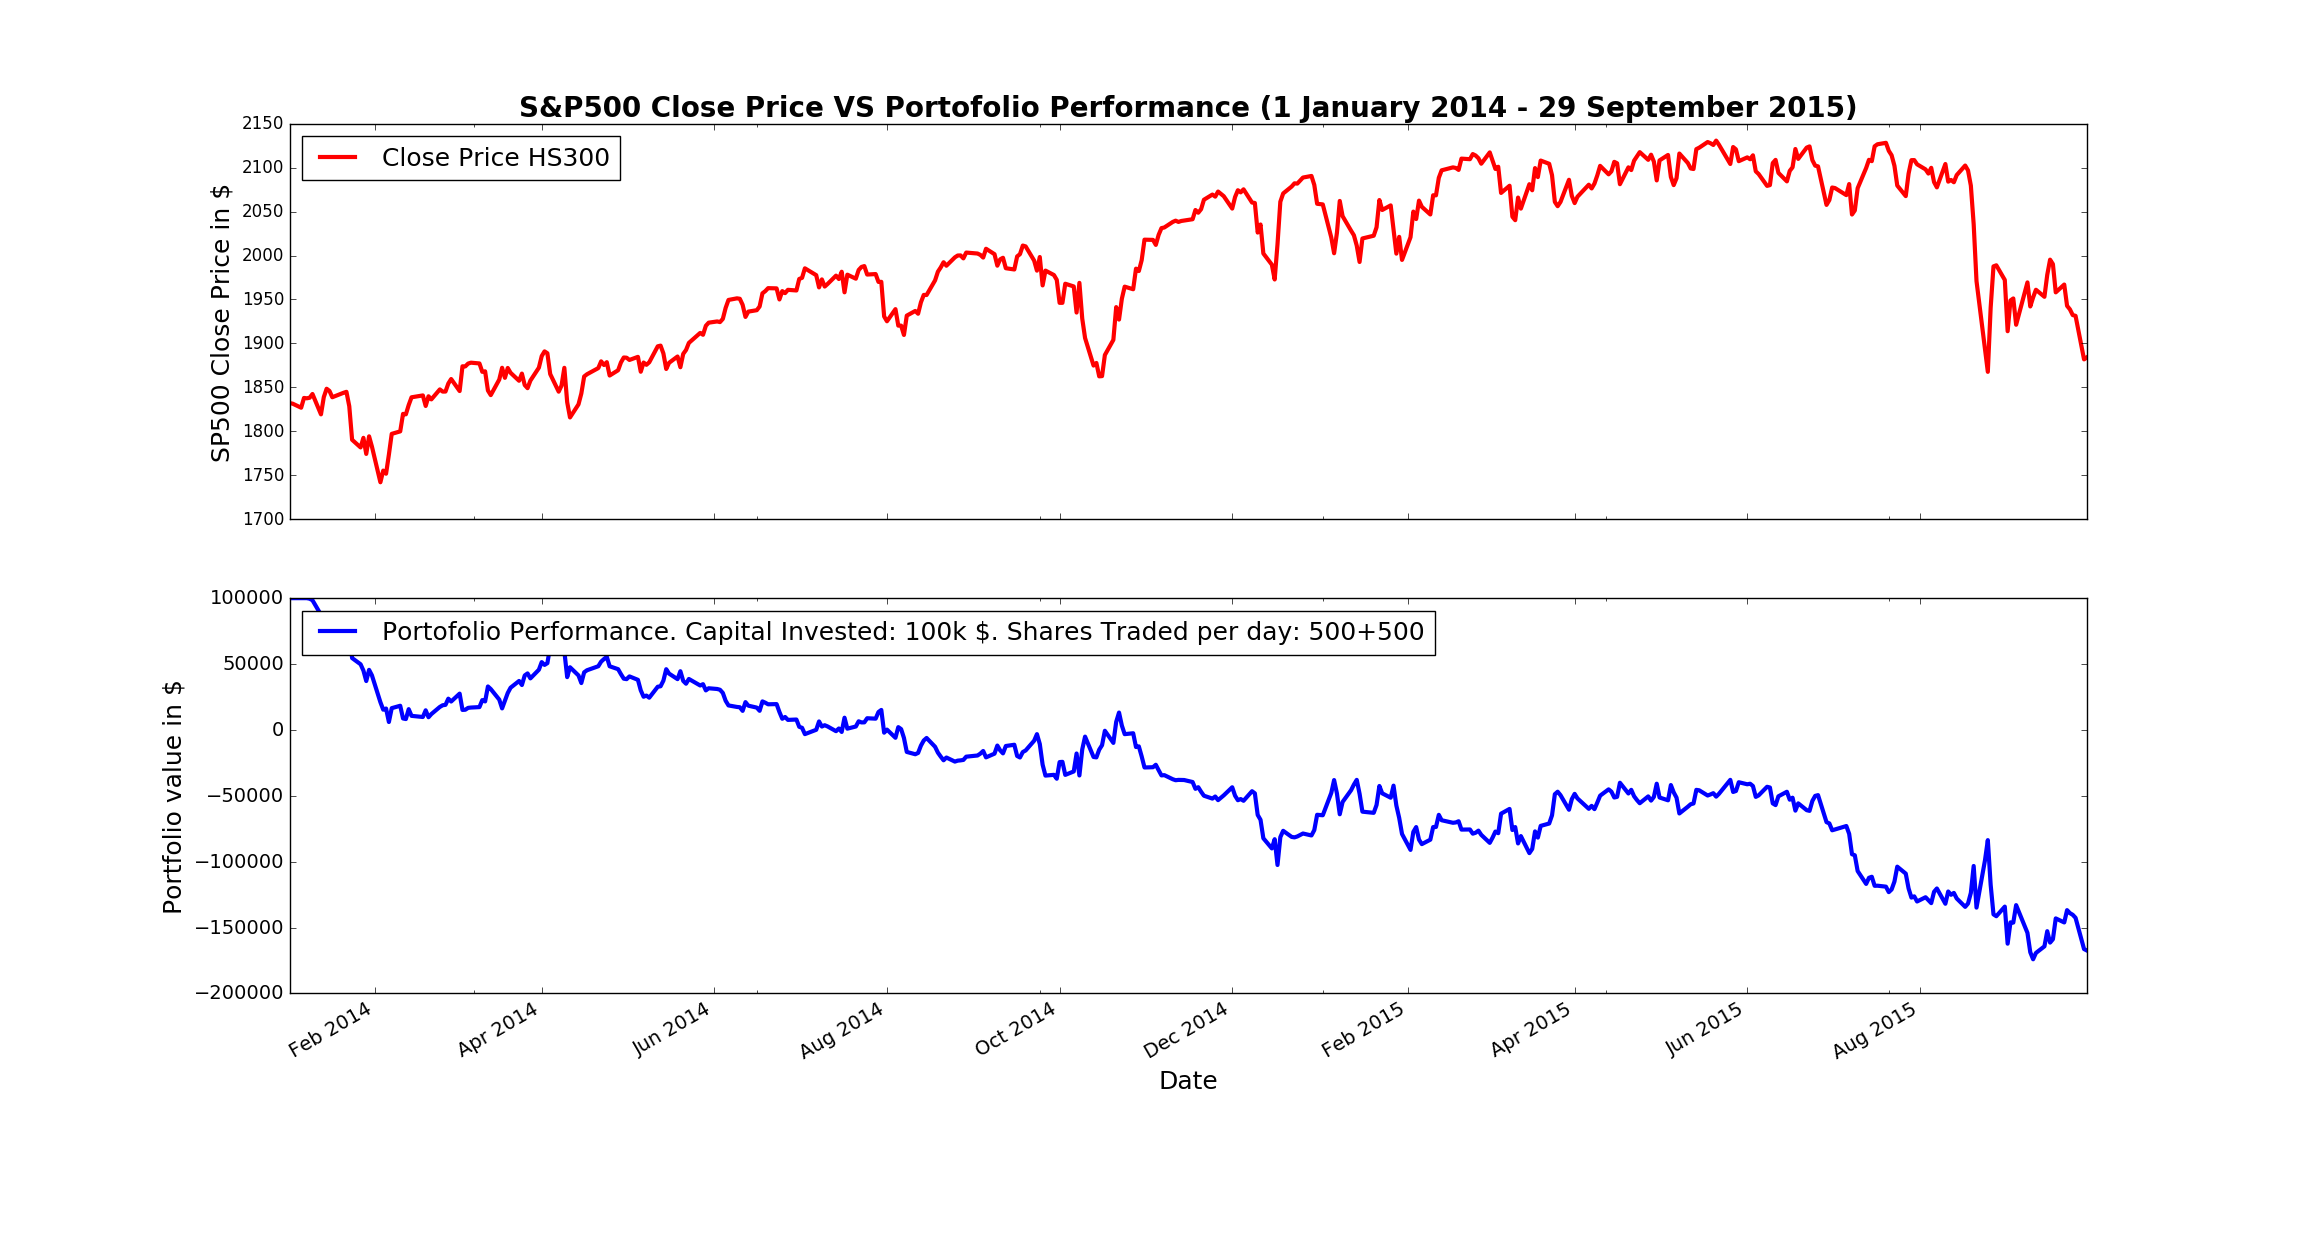 S&P500 Close Price VS Portofolio Performance (1 January 2014 - 29 September 2015)
2150
2100
2050
2000
1950
1900
1850
1800
1750
1700
SP500 Close Price in $
Close Price HS300
100000
50000
0
−50000
−100000
−150000
−200000
Portfolio value in $
Portofolio Performance. Capital Invested: 100k $. Shares Traded per day: 500+500
Feb 2014
Apr 2014
Jun 2014
Aug 2014
Oct 2014
Dec 2014
Feb 2015
Apr 2015
Jun 2015
Aug 2015
Date